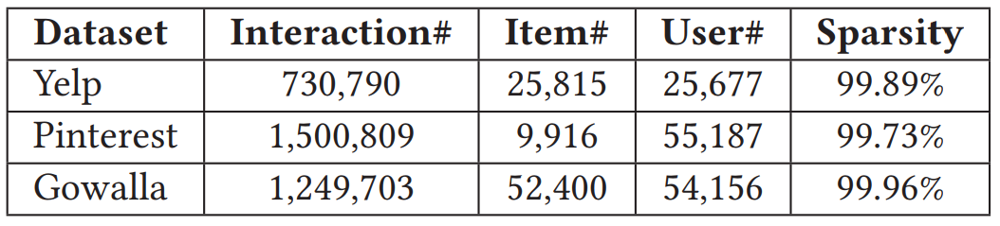 Dataset Interaction# Item# User# Sparsity
Yelp 730,790 25,815 25,677 99.89%
Pinterest 1,500,809 9,916 55,187 99.73%
Gowalla 1,249,703 52,400 54,156 99.96%